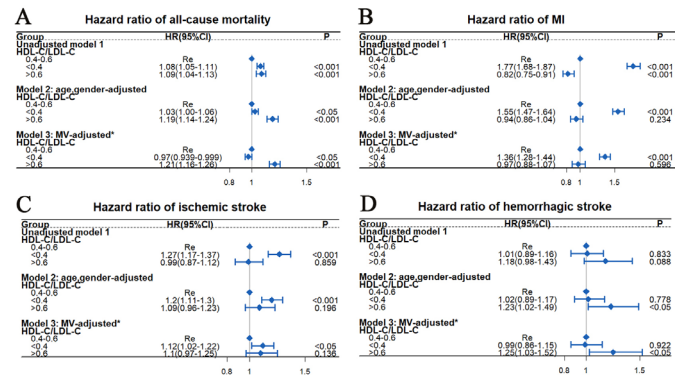 A Hazard ratio of all-cause mortality
Group HR(95%CI) P
Unadjusted model 1
HDL-C/LDL-C
0.4-0.6 Re
<0.4 1.08(1.05-1.11) <0.001
>0.6 1.09(1.04-1.13) <0.001
Model 2: age,gender-adjusted
HDL-C/LDL-C
0.4-0.6 Re
<0.4 1.03(1.00-1.06) <0.05
>0.6 1.19(1.14-1.24) <0.001
Model 3: MV-adjusted*
HDL-C/LDL-C
0.4-0.6 Re
<0.4 0.97(0.939-0.999) <0.05
>0.6 1.21(1.16-1.26) <0.001
0.8 1 1.5
B Hazard ratio of MI
Group HR(95%CI) P
Unadjusted model 1
HDL-C/LDL-C
0.4-0.6 Re
<0.4 1.77(1.68-1.87) <0.001
>0.6 0.82(0.75-0.91) <0.001
Model 2: age,gender-adjusted
HDL-C/LDL-C
0.4-0.6 Re
<0.4 1.55(1.47-1.64) <0.001
>0.6 0.94(0.86-1.04) 0.234
Model 3: MV-adjusted*
HDL-C/LDL-C
0.4-0.6 Re
<0.4 1.36(1.28-1.44) <0.001
>0.6 0.97(0.88-1.07) 0.596
0.8 1 1.5
C Hazard ratio of ischemic stroke
Group HR(95%CI) P
Unadjusted model 1
HDL-C/LDL-C
0.4-0.6 Re
<0.4 1.27(1.17-1.37) <0.001
>0.6 0.99(0.87-1.12) 0.859
Model 2: age,gender-adjusted
HDL-C/LDL-C
0.4-0.6 Re
<0.4 1.2(1.11-1.3) <0.001
>0.6 1.09(0.96-1.23) 0.196
Model 3: MV-adjusted*
HDL-C/LDL-C
0.4-0.6 Re
<0.4 1.12(1.02-1.22) <0.05
>0.6 1.1(0.97-1.25) 0.136
0.8 1 1.5
D Hazard ratio of hemorrhagic stroke
Group HR(95%CI) P
Unadjusted model 1
HDL-C/LDL-C
0.4-0.6 Re
<0.4 1.01(0.89-1.16) 0.833
>0.6 1.18(0.98-1.43) 0.088
Model 2: age,gender-adjusted
HDL-C/LDL-C
0.4-0.6 Re
<0.4 1.02(0.89-1.17) 0.778
>0.6 1.23(1.02-1.49) <0.05
Model 3: MV-adjusted*
HDL-C/LDL-C
0.4-0.6 Re
<0.4 0.99(0.86-1.15) 0.922
>0.6 1.25(1.03-1.52) <0.05
0.8 1 1.5